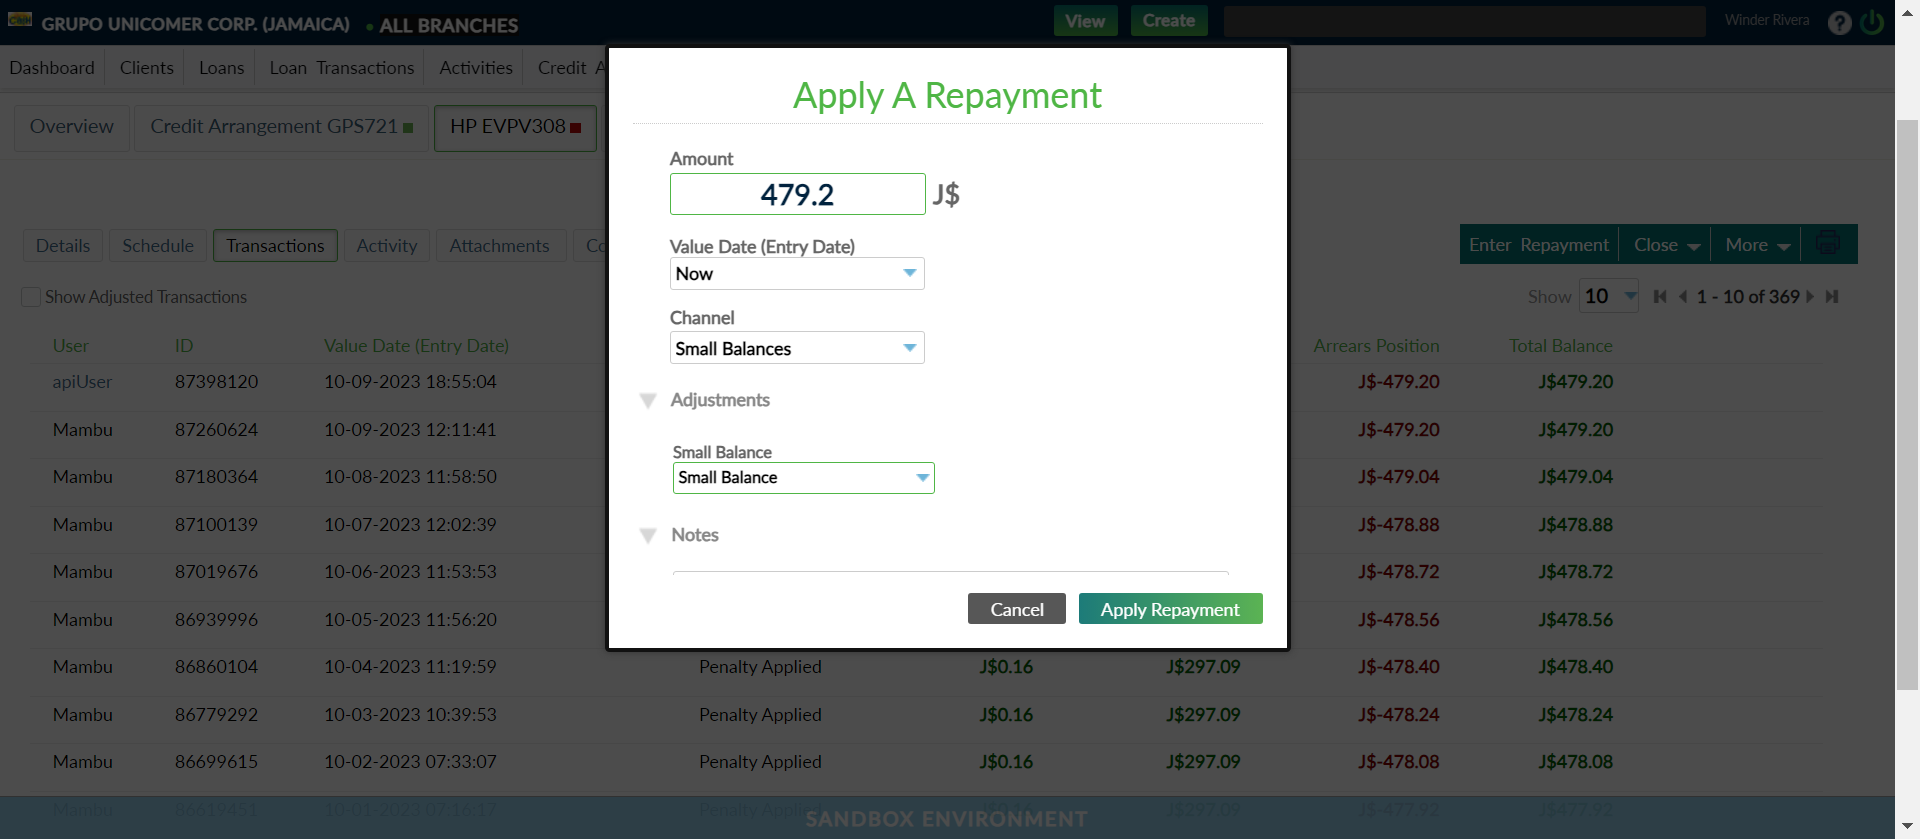 GRUPO UNICOMER CORP. (JAMAICA) • ALL BRANCHES View Create Winder Rivera ?
Dashboard Clients Loans Loan Transactions Activities Credit A
Overview Credit Arrangement GPS721 HP EVPV308
Apply A Repayment
Amount
479.2 J$
Value Date (Entry Date)
Now
Channel
Small Balances
Adjustments
Small Balance
Small Balance
Notes
Cancel Apply Repayment
Details Schedule Transactions Activity Attachments Co
Enter Repayment Close More
Show Adjusted Transactions
Show 10 1 - 10 of 369
User ID Value Date (Entry Date) Arrears Position Total Balance
apiUser 87398120 10-09-2023 18:55:04 J$-479.20 J$479.20
Mambu 87260624 10-09-2023 12:11:41 J$-479.20 J$479.20
Mambu 87180364 10-08-2023 11:58:50 J$-479.04 J$479.04
Mambu 87100139 10-07-2023 12:02:39 J$-478.88 J$478.88
Mambu 87019676 10-06-2023 11:53:53 J$-478.72 J$478.72
Mambu 86939996 10-05-2023 11:56:20 J$-478.56 J$478.56
Mambu 86860104 10-04-2023 11:19:59 Penalty Applied J$0.16 J$297.09 J$-478.40 J$478.40
Mambu 86779292 10-03-2023 10:39:53 Penalty Applied J$0.16 J$297.09 J$-478.24 J$478.24
Mambu 86699615 10-02-2023 07:33:07 Penalty Applied J$0.16 J$297.09 J$-478.08 J$478.08
Mambu 86619451 10-01-2023 07:16:17 Penalty Applied J$0.16 J$297.09 J$-477.92 J$477.92
SANDBOX ENVIRONMENT